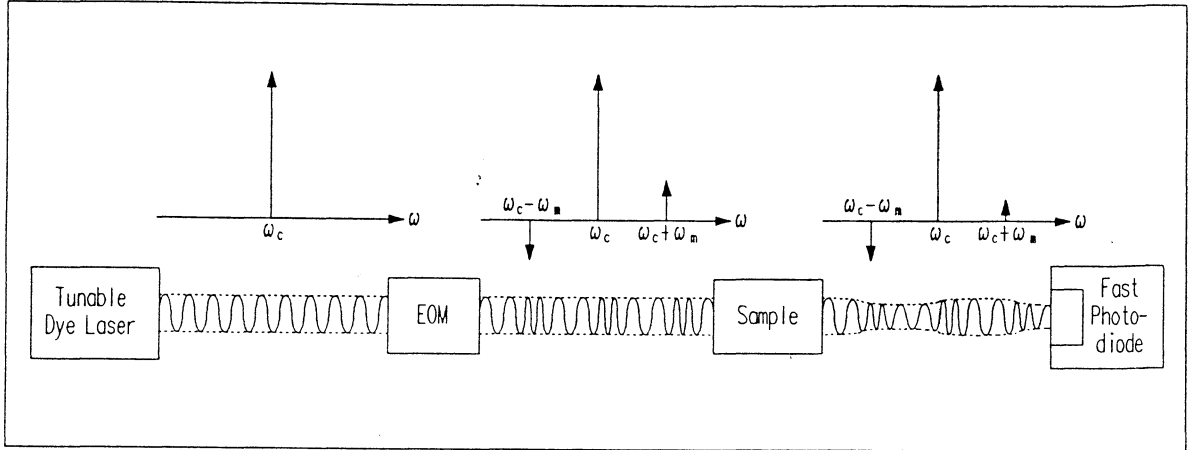 ω_c − ω_m
ω_c − ω_m
ω
ω
ω
ω_c
ω_c
ω_c + ω_m
ω_c
ω_c + ω_m
Tunable
Dye Laser
EOM
Sample
Fast
Photo-
diode